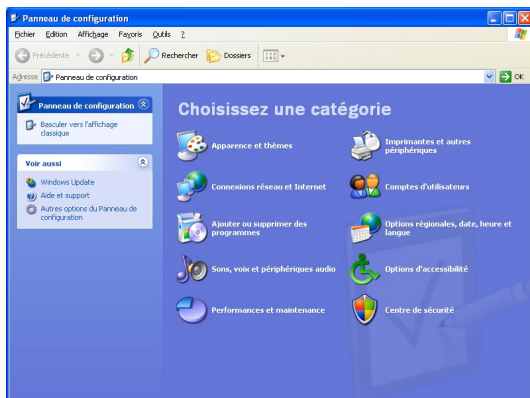 Panneau de configuration
Fichier Edition Affichage Favoris Outils ?
Précédente Rechercher Dossiers
Adresse Panneau de configuration OK
Panneau de configuration
Basculer vers l'affichage
classique
Voir aussi
Windows Update
Aide et support
Autres options du Panneau de
configuration
Choisissez une catégorie
Apparence et thèmes
Imprimantes et autres
périphériques
Connexions réseau et Internet
Comptes d'utilisateurs
Ajouter ou supprimer des
programmes
Options régionales, date, heure et
langue
Sons, voix et périphériques audio
Options d'accessibilité
Performances et maintenance
Centre de sécurité